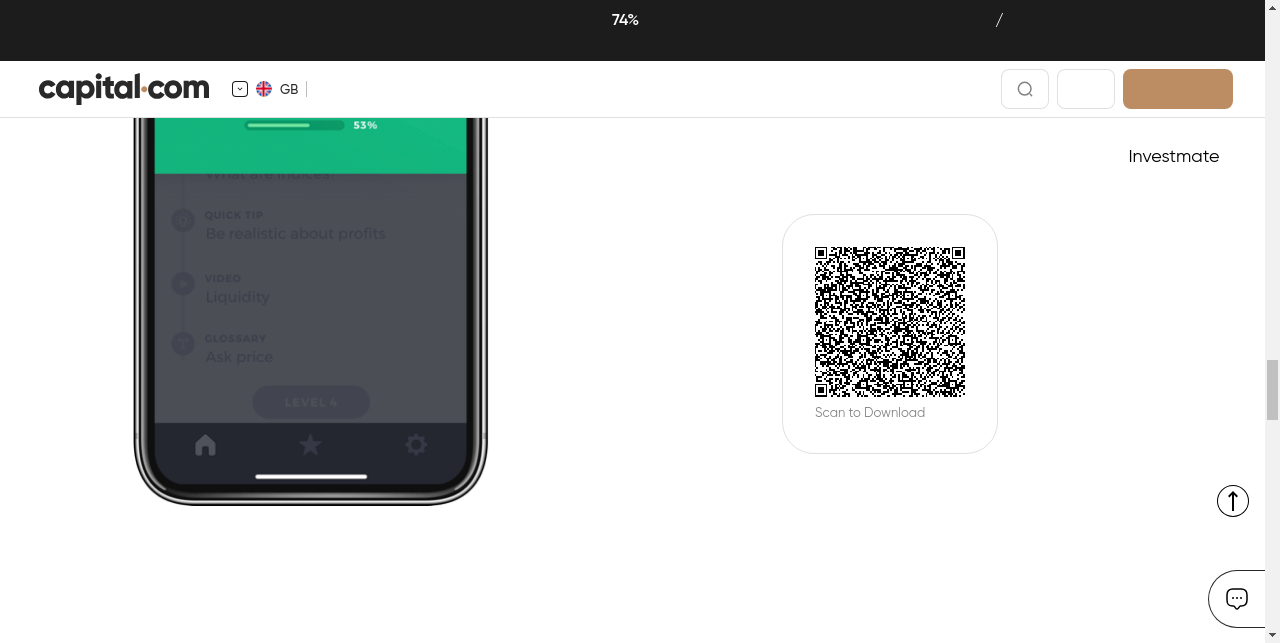 74%
/
capital.com
GB
53%
Investmate
What are indices?
QUICK TIP
Be realistic about profits
VIDEO
Liquidity
GLOSSARY
Ask price
LEVEL 4
Scan to Download